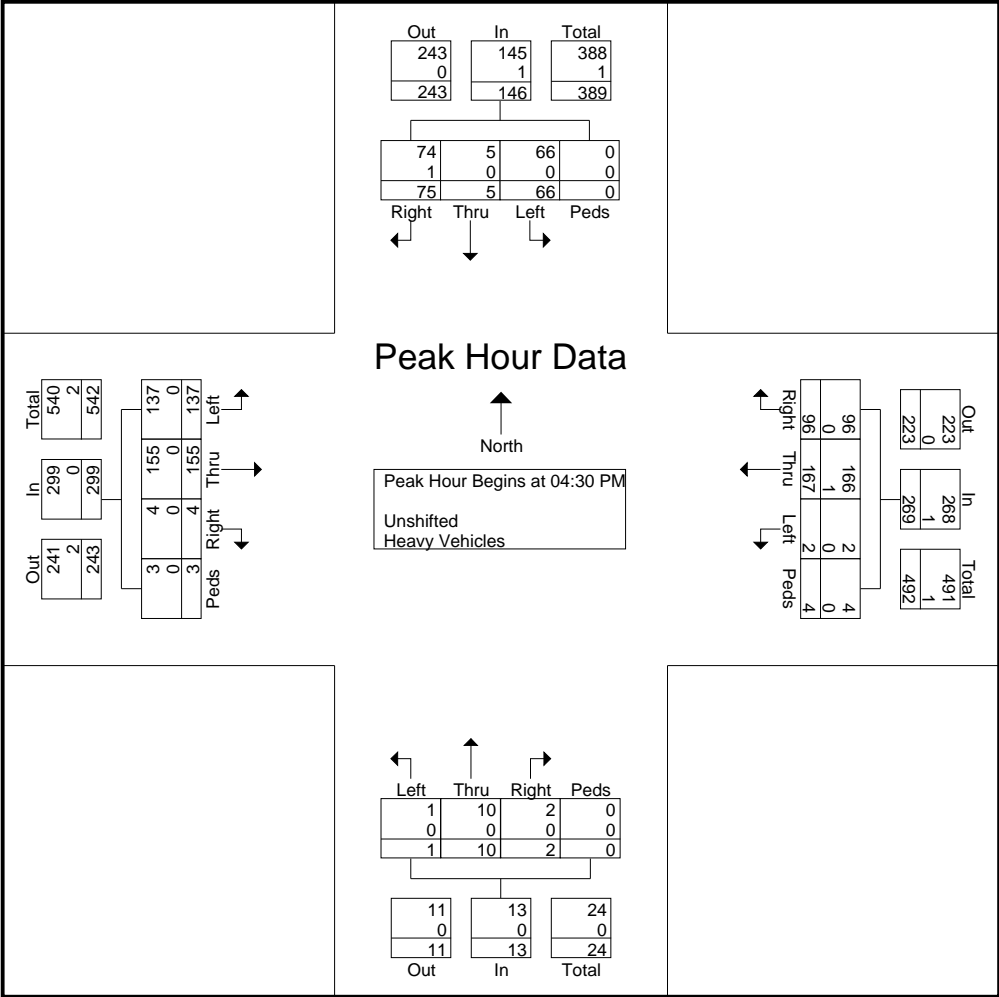 Out In Total
243 145 388
0 1 1
243 146 389
74 5 66 0
1 0 0 0
75 5 66 0
Right Thru Left Peds
Peak Hour Data
North
Peak Hour Begins at 04:30 PM
Unshifted
Heavy Vehicles
Total
540
2
542
In
299
0
299
Out
241
2
243
137 155 4 3
0 0 0 0
137 155 4 3
Left Thru Right Peds
Right Thru Left Peds
96 167 2 4
0 1 0 0
96 166 2 4
Out
223
0
223
In
268
1
269
Total
491
1
492
Left Thru Right Peds
1 10 2 0
0 0 0 0
1 10 2 0
11 13 24
0 0 0
11 13 24
Out In Total